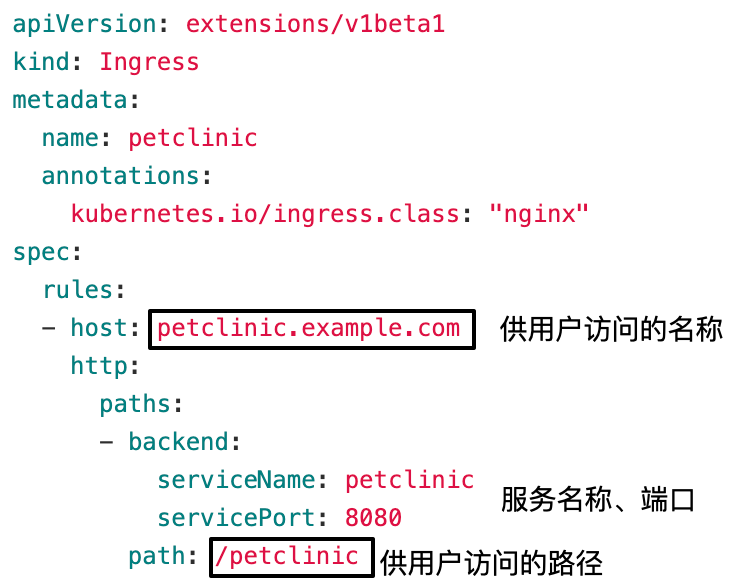 apiVersion: extensions/v1beta1
kind: Ingress
metadata:
  name: petclinic
  annotations:
    kubernetes.io/ingress.class: "nginx"
spec:
  rules:
  - host: petclinic.example.com 供用户访问的名称
    http:
      paths:
      - backend:
          serviceName: petclinic
服务名称、端口
          servicePort: 8080
        path: /petclinic 供用户访问的路径